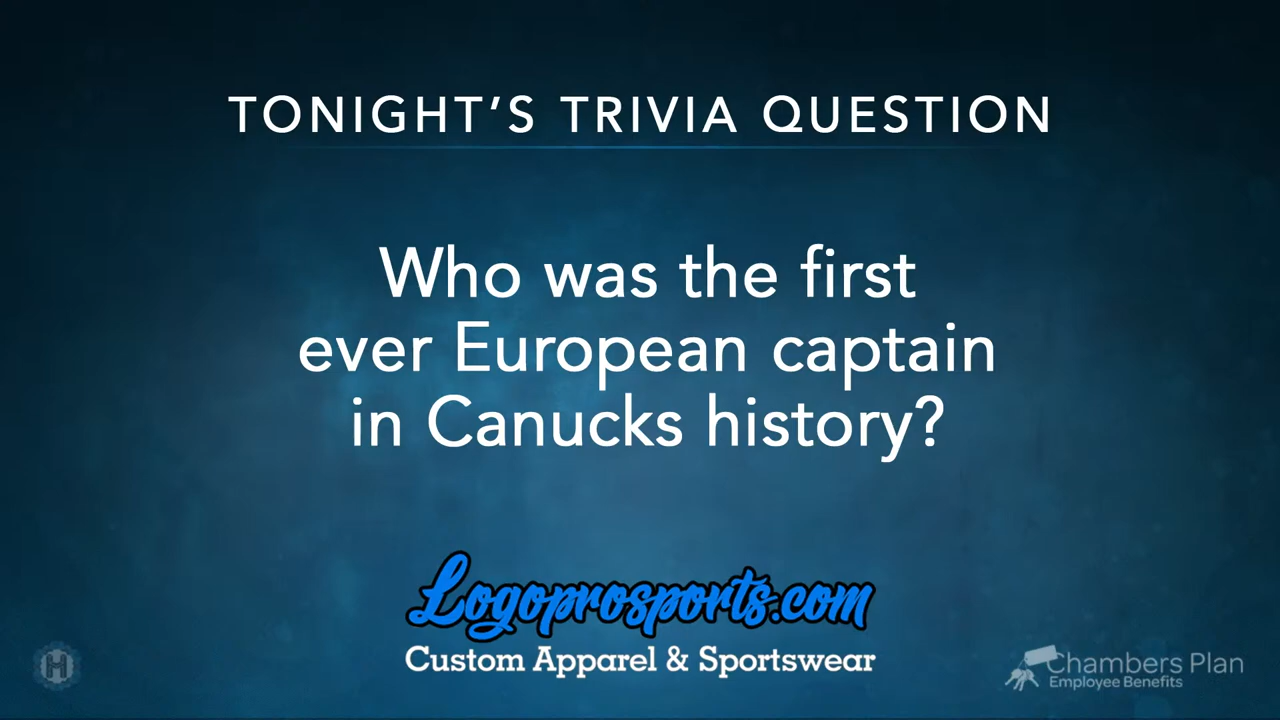 TONIGHT'S TRIVIA QUESTION
Who was the first
ever European captain
in Canucks history?
Logoprosports.com
Custom Apparel & Sportswear
H
Chambers Plan
Employee Benefits